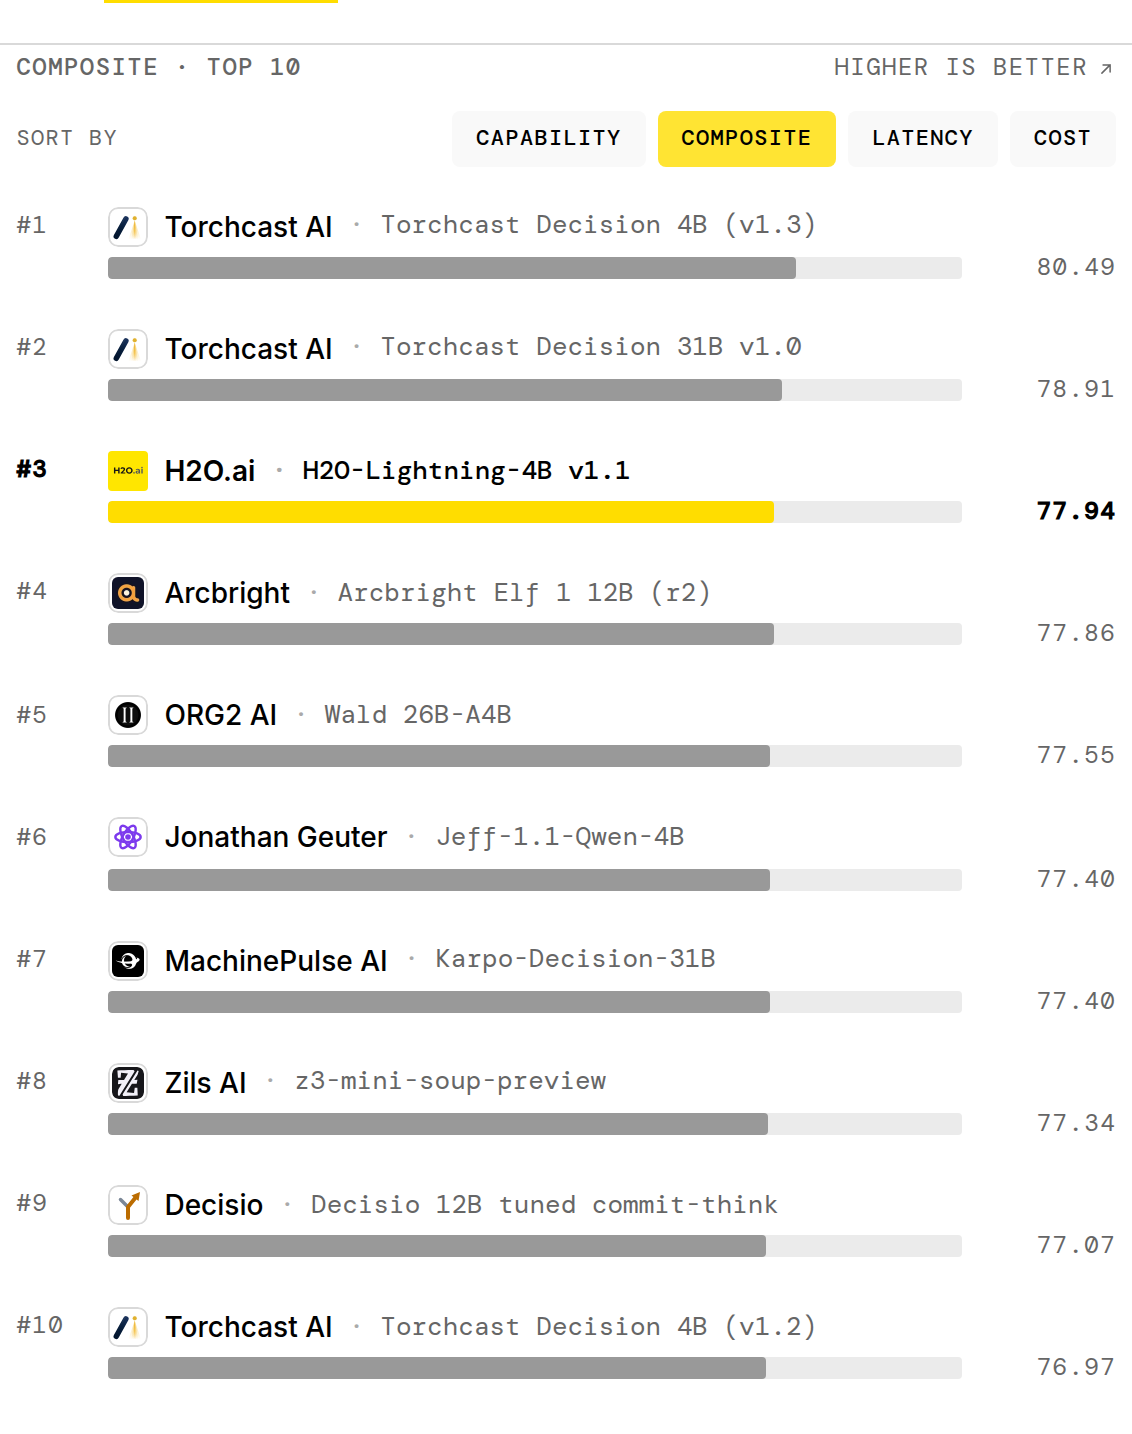 COMPOSITE · TOP 10
HIGHER IS BETTER ↗
SORT BY
CAPABILITY
COMPOSITE
LATENCY
COST
#1
Torchcast AI · Torchcast Decision 4B (v1.3)
80.49
#2
Torchcast AI · Torchcast Decision 31B v1.0
78.91
#3
H2O.ai
H2O.ai · H2O-Lightning-4B v1.1
77.94
#4
Arcbright · Arcbright Elf 1 12B (r2)
77.86
#5
ORG2 AI · Wald 26B-A4B
77.55
#6
Jonathan Geuter · Jeff-1.1-Qwen-4B
77.40
#7
MachinePulse AI · Karpo-Decision-31B
77.40
#8
Zils AI · z3-mini-soup-preview
77.34
#9
Decisio · Decisio 12B tuned commit-think
77.07
#10
Torchcast AI · Torchcast Decision 4B (v1.2)
76.97